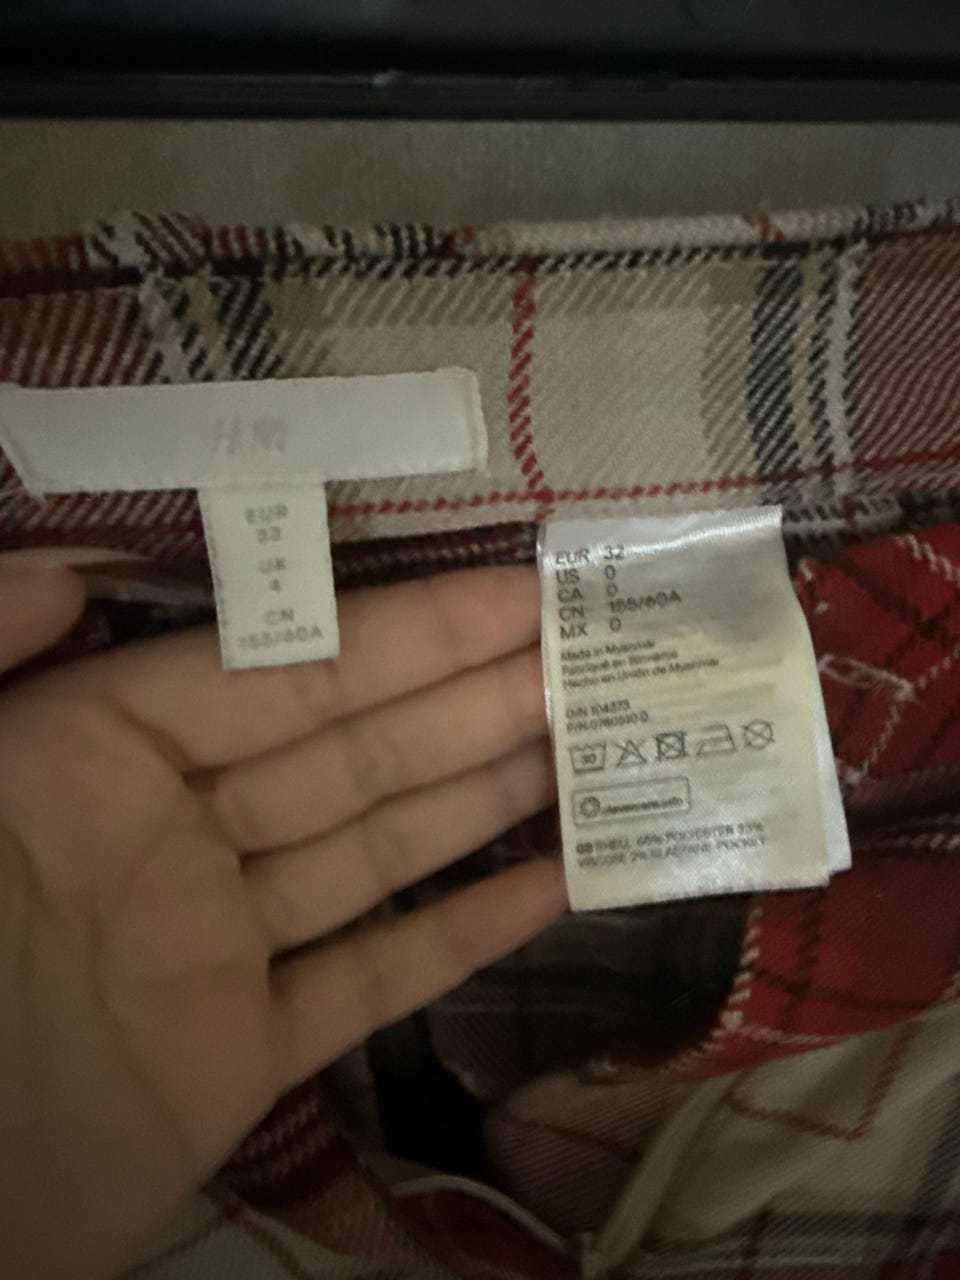 H&M
EUR
32
UK
4
CN
155/60A
EUR 32
US 0
CA 0
CN 155/60A
MX 0
Made in Myanmar
Fabriqué en Birmanie
Hecho en Unión de Myanmar
O/N 104373
30
clevercare.info
GB SHELL 65% POLYESTER 33%
VISCOSE 2% ELASTANE POCKET